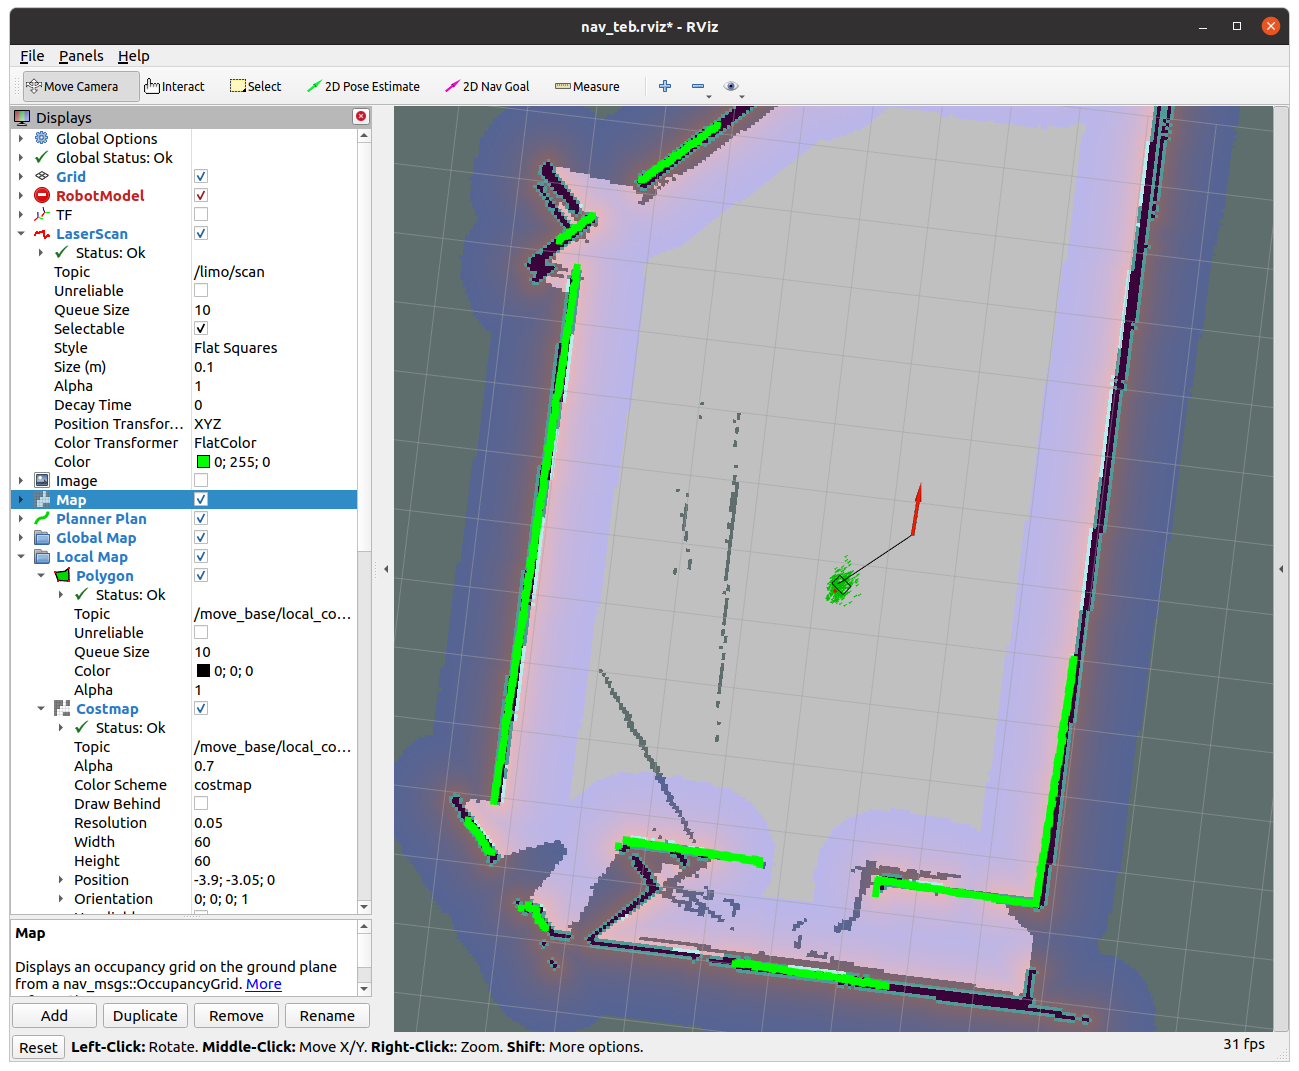 nav_teb.rviz* - RViz
File Panels Help
Move Camera Interact Select 2D Pose Estimate 2D Nav Goal Measure
Displays
Global Options
Global Status: Ok
Grid
RobotModel
TF
LaserScan
Status: Ok
Topic /limo/scan
Unreliable
Queue Size 10
Selectable
Style Flat Squares
Size (m) 0.1
Alpha 1
Decay Time 0
Position Transfor... XYZ
Color Transformer FlatColor
Color 0; 255; 0
Image
Map
Planner Plan
Global Map
Local Map
Polygon
Status: Ok
Topic /move_base/local_co...
Unreliable
Queue Size 10
Color 0; 0; 0
Alpha 1
Costmap
Status: Ok
Topic /move_base/local_co...
Alpha 0.7
Color Scheme costmap
Draw Behind
Resolution 0.05
Width 60
Height 60
Position -3.9; -3.05; 0
Orientation 0; 0; 0; 1
Map
Displays an occupancy grid on the ground plane
from a nav_msgs::OccupancyGrid. More
Add Duplicate Remove Rename
Reset Left-Click: Rotate. Middle-Click: Move X/Y. Right-Click:: Zoom. Shift: More options. 31 fps